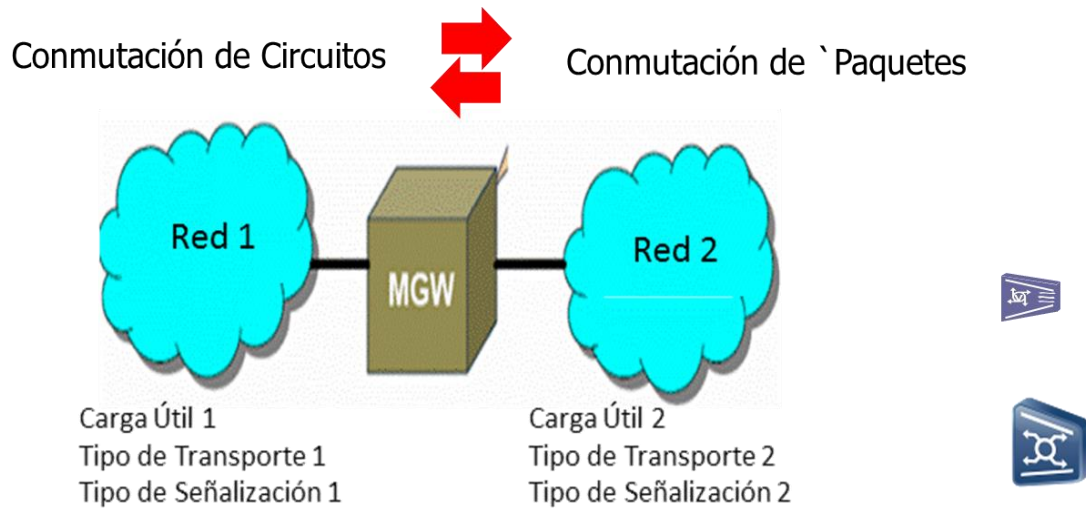 Conmutación de Circuitos
Conmutación de `Paquetes
Red 1
MGW
Red 2
Carga Útil 1
Tipo de Transporte 1
Tipo de Señalización 1
Carga Útil 2
Tipo de Transporte 2
Tipo de Señalización 2